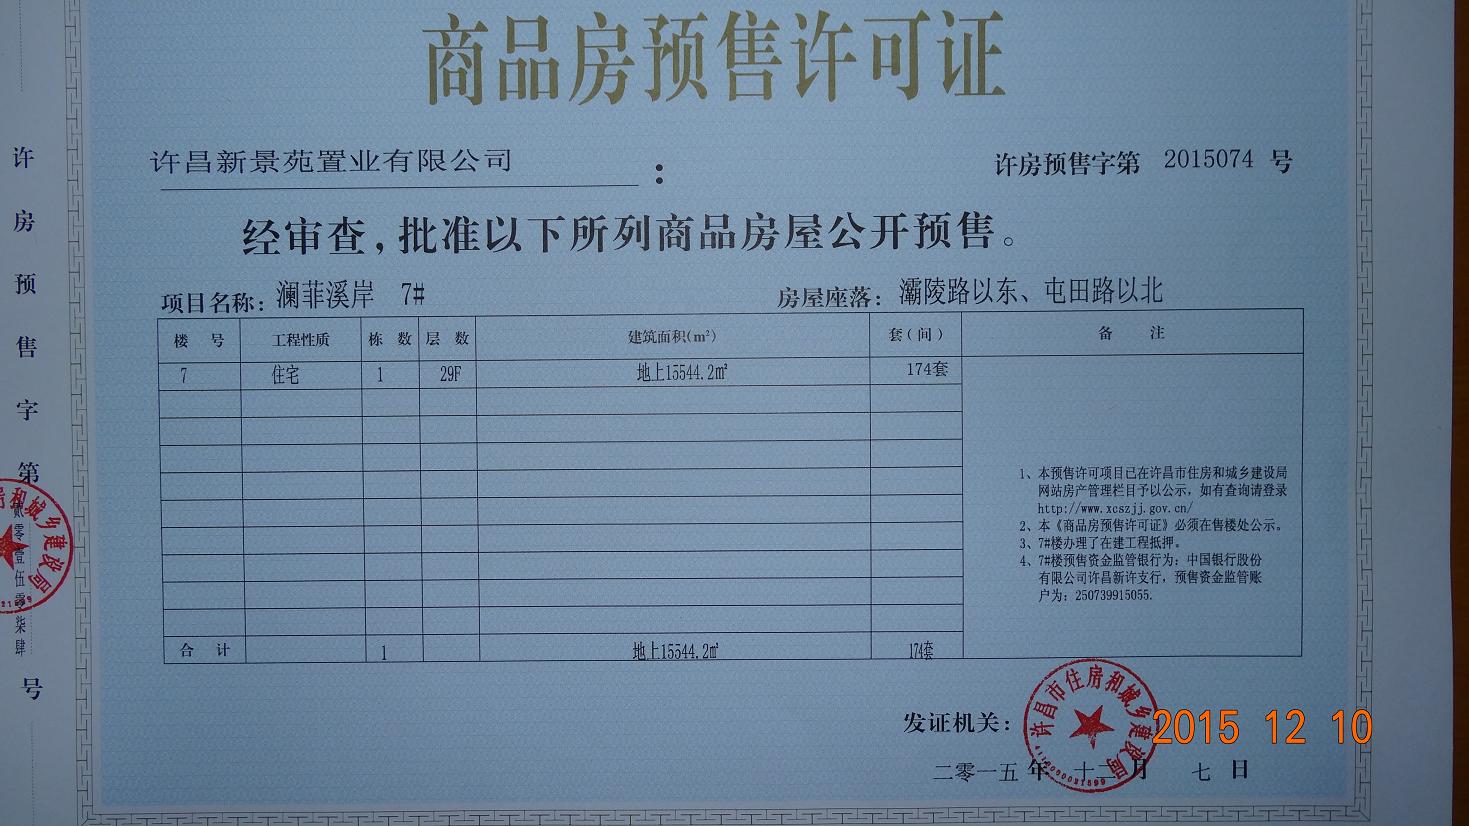 商品房预售许可证
许昌新景苑置业有限公司:
许房预售字第 2015074 号
经审查,批准以下所列商品房屋公开预售。
项目名称: 澜菲溪岸 7#
房屋座落: 灞陵路以东、屯田路以北
楼 号 工程性质 栋 数 层 数 建筑面积(m²) 套(间) 备 注
7 住宅 1 29F 地上15544.2㎡ 174套
1、本预售许可项目已在许昌市住房和城乡建设局
网站房产管理栏目予以公示,如有查询请登录
http://www.xcszjj.gov.cn/
2、本《商品房预售许可证》必须在售楼处公示。
3、7#楼办理了在建工程抵押。
4、7#楼预售资金监管银行为:中国银行股份
有限公司许昌新许支行,预售资金监管账
户为:250739915055.
合 计 1 地上15544.2㎡ 174套
发证机关:
许昌市住房和城乡建设局
二零一五年 十二月 七 日
2015 12 10
许房预售字第
贰零壹伍零柒肆
号
房和城乡建设局